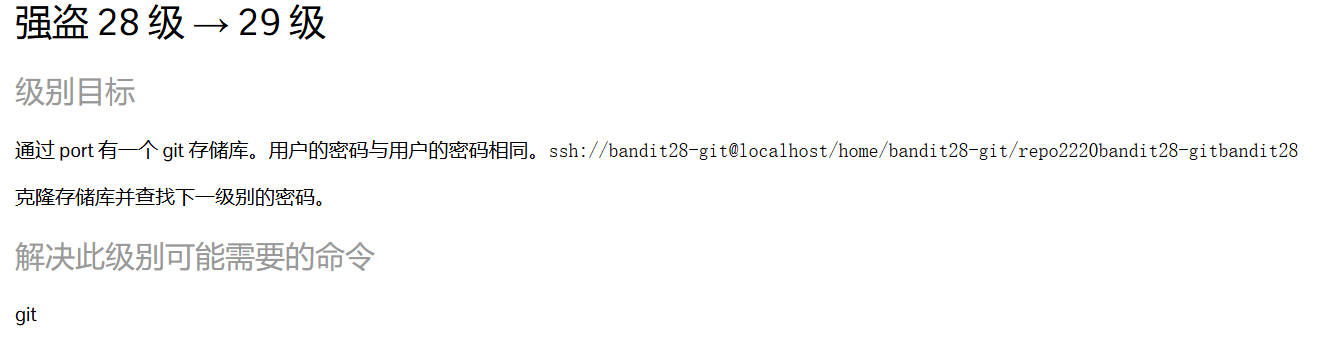 强盗 28 级 → 29 级
级别目标
通过 port 有一个 git 存储库。用户的密码与用户的密码相同。ssh://bandit28-git@localhost/home/bandit28-git/repo2220bandit28-gitbandit28
克隆存储库并查找下一级别的密码。
解决此级别可能需要的命令
git